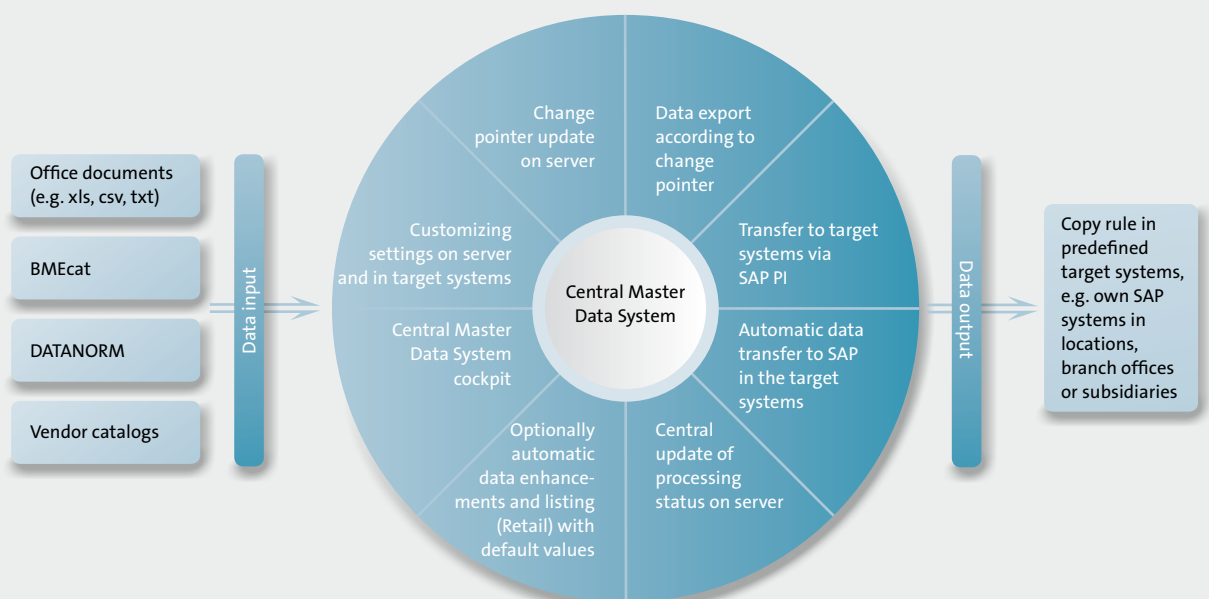 Office documents
(e.g. xls, csv, txt)
BMEcat
DATANORM
Vendor catalogs
Data input
Change
pointer update
on server
Customizing
settings on server
and in target systems
Central Master
Data System
cockpit
Optionally
automatic
data enhance-
ments and listing
(Retail) with
default values
Central Master
Data System
Data export
according to
change
pointer
Transfer to target
systems via
SAP PI
Automatic data
transfer to SAP
in the target
systems
Central
update of
processing
status on server
Data output
Copy rule in
predefined
target systems,
e.g. own SAP
systems in
locations,
branch offices
or subsidiaries